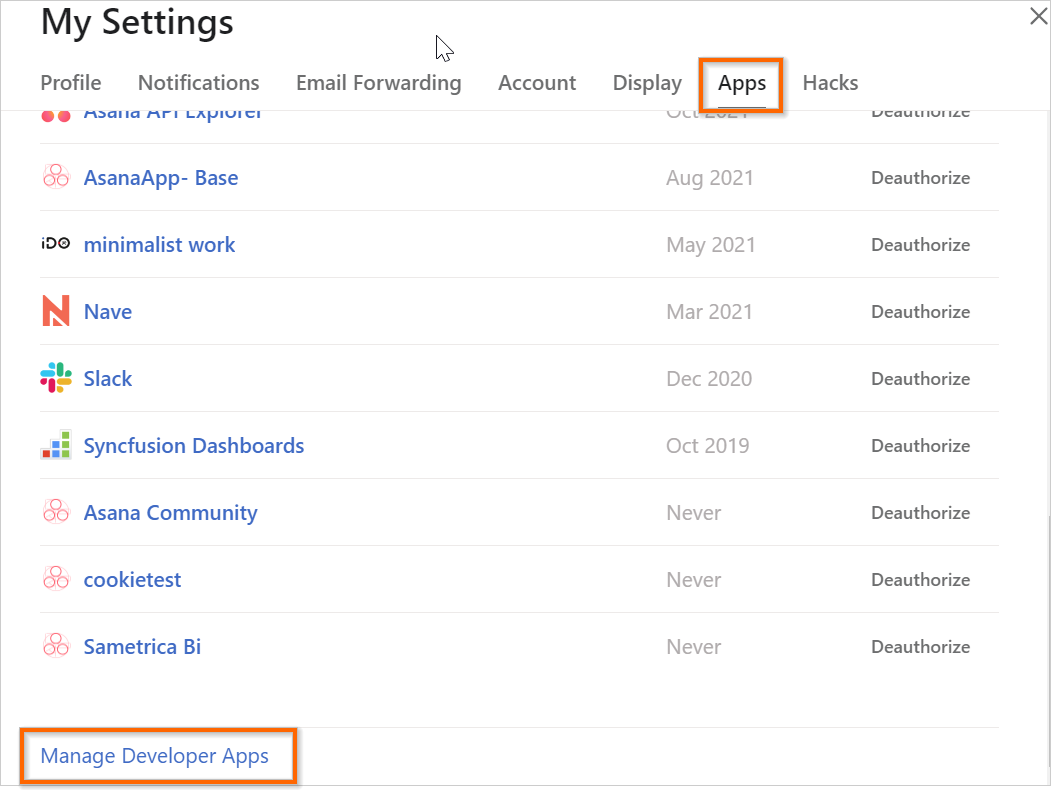 My Settings
Profile Notifications Email Forwarding Account Display Apps Hacks
Asana API Explorer Oct 2021 Deauthorize
AsanaApp- Base Aug 2021 Deauthorize
iDO minimalist work May 2021 Deauthorize
Nave Mar 2021 Deauthorize
Slack Dec 2020 Deauthorize
Syncfusion Dashboards Oct 2019 Deauthorize
Asana Community Never Deauthorize
cookietest Never Deauthorize
Sametrica Bi Never Deauthorize
Manage Developer Apps